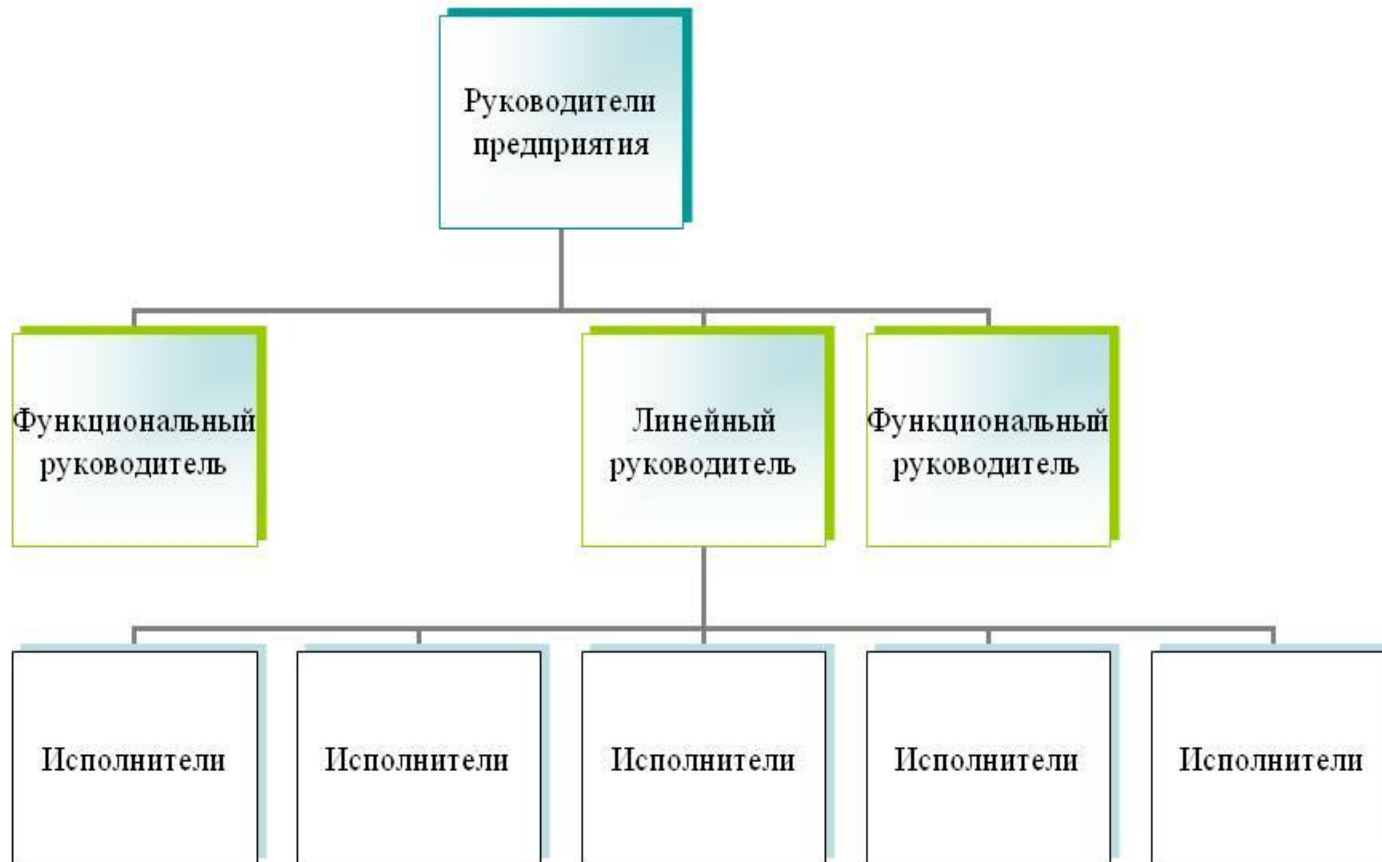 Руководители
предприятия
Функциональный
руководитель
Линейный
руководитель
Функциональный
руководитель
Исполнители
Исполнители
Исполнители
Исполнители
Исполнители